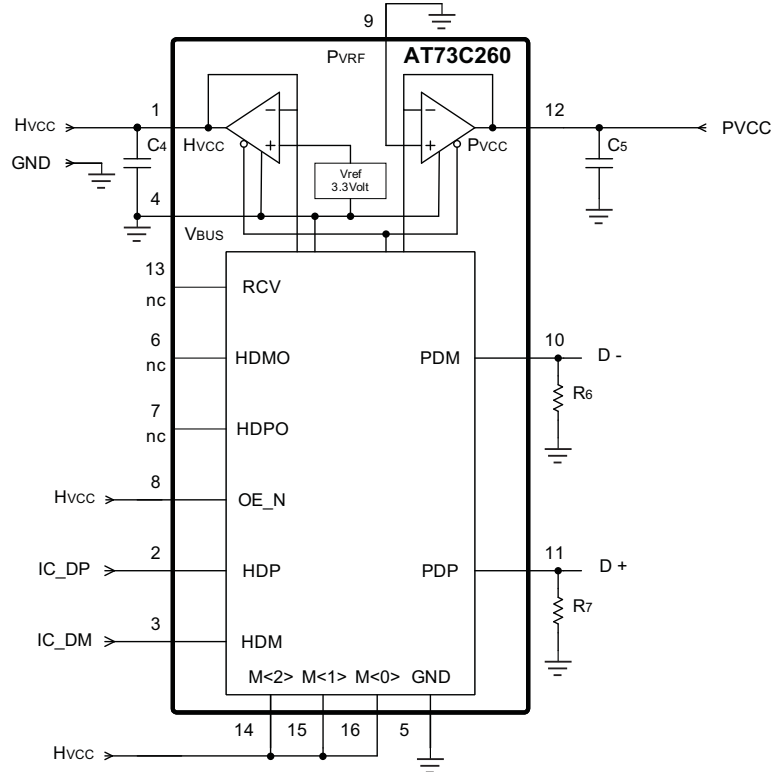 9
PVRF
AT73C260
1
12
HVCC
C4
HVCC
PVCC
C5
PVCC
GND
Vref
3.3Volt
4
VBUS
13
nc
RCV
6
nc
HDMO
PDM
10
D -
R6
7
nc
HDPO
8
HVCC
OE_N
2
IC_DP
HDP
PDP
11
D +
R7
3
IC_DM
HDM
M<2> M<1> M<0> GND
14 15 16 5
HVCC